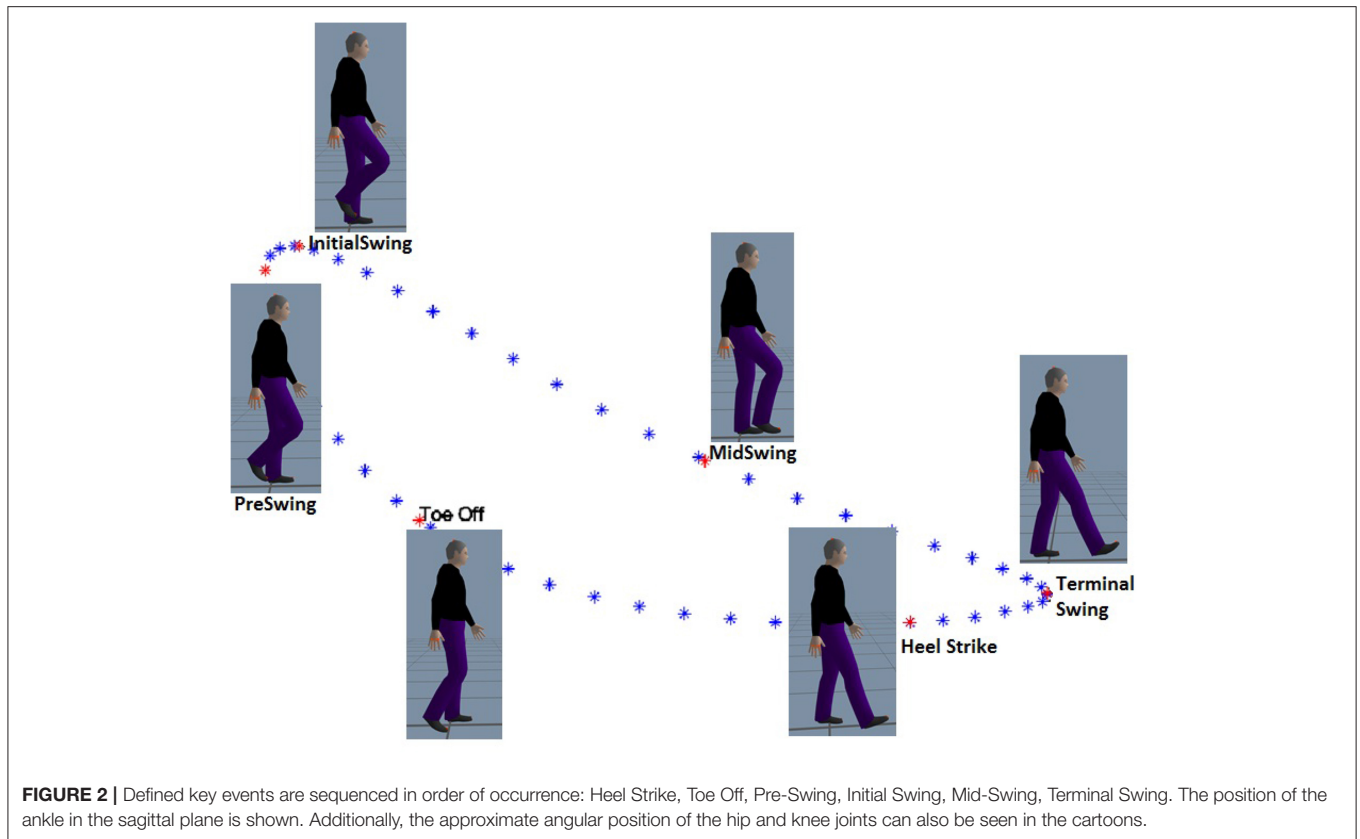 InitialSwing
MidSwing
PreSwing
Toe Off
Terminal
Swing
Heel Strike
FIGURE 2 | Defined key events are sequenced in order of occurrence: Heel Strike, Toe Off, Pre-Swing, Initial Swing, Mid-Swing, Terminal Swing. The position of the
ankle in the sagittal plane is shown. Additionally, the approximate angular position of the hip and knee joints can also be seen in the cartoons.